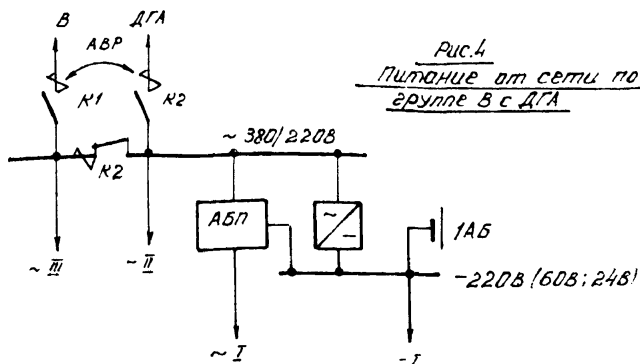 В
ДГА
АВР
Рис.4
Питание от сети по
группе В с ДГА
К1
К2
К2
~ 380/220В
АБП
~
–
1АБ
-220В (60В; 24В)
~ III
~ II
~ I
-I